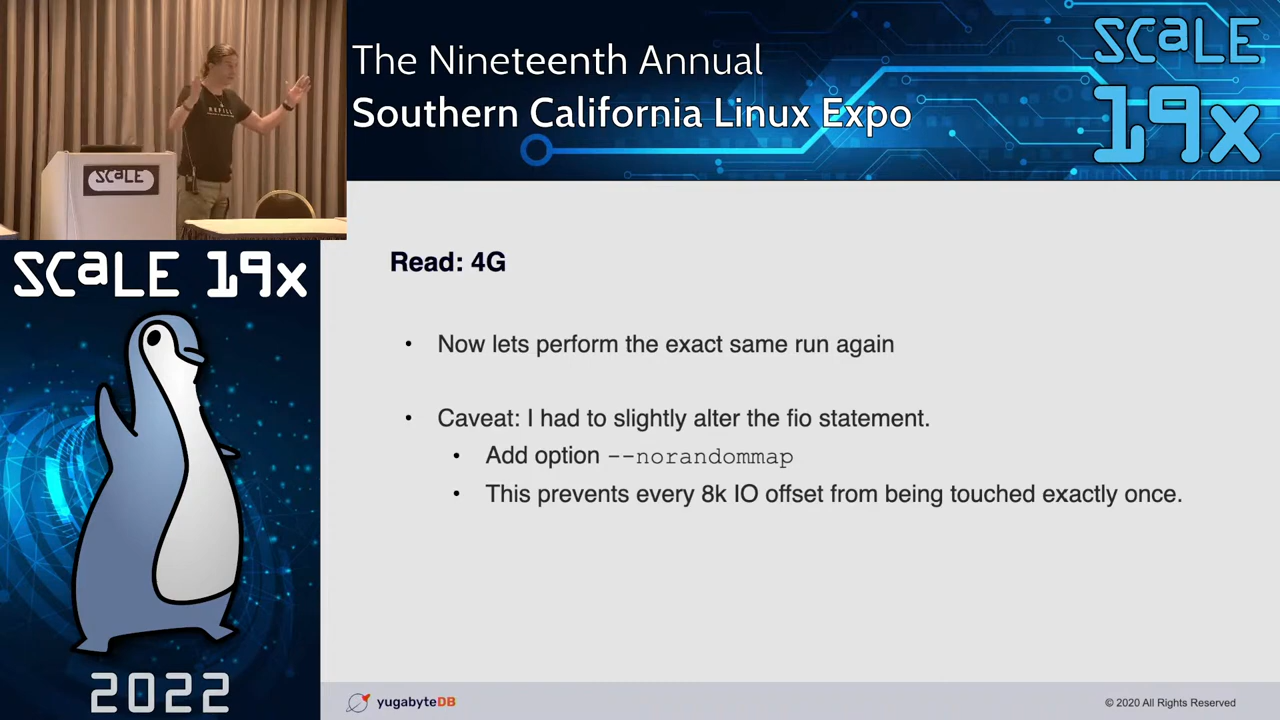 The Nineteenth Annual
Southern California Linux Expo
SCaLE
19x
SCaLE
SCaLE 19x
2022
Read: 4G
• Now lets perform the exact same run again
• Caveat: I had to slightly alter the fio statement.
• Add option --norandommap
• This prevents every 8k IO offset from being touched exactly once.
yugabyteDB
© 2020 All Rights Reserved